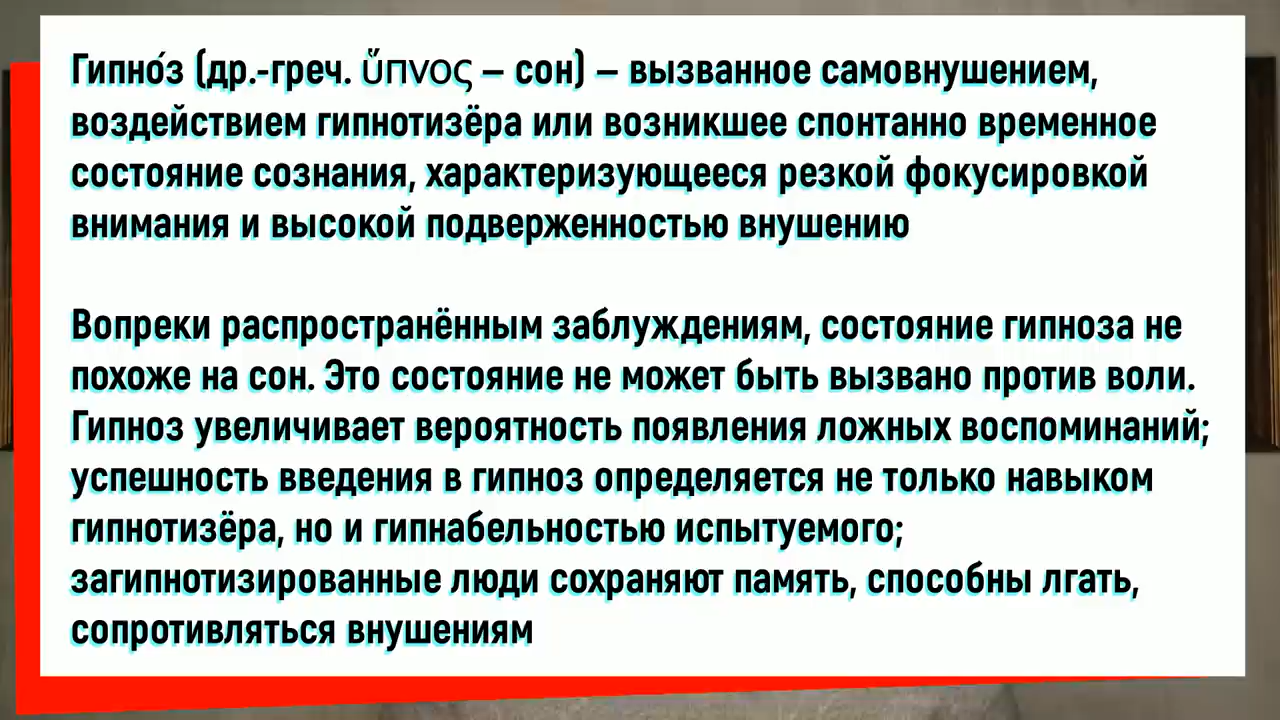 Гипно́з (др.-греч. ὕπνος – сон) – вызванное самовнушением,
воздействием гипнотизёра или возникшее спонтанно временное
состояние сознания, характеризующееся резкой фокусировкой
внимания и высокой подверженностью внушению
Вопреки распространённым заблуждениям, состояние гипноза не
похоже на сон. Это состояние не может быть вызвано против воли.
Гипноз увеличивает вероятность появления ложных воспоминаний;
успешность введения в гипноз определяется не только навыком
гипнотизёра, но и гипнабельностью испытуемого;
загипнотизированные люди сохраняют память, способны лгать,
сопротивляться внушениям